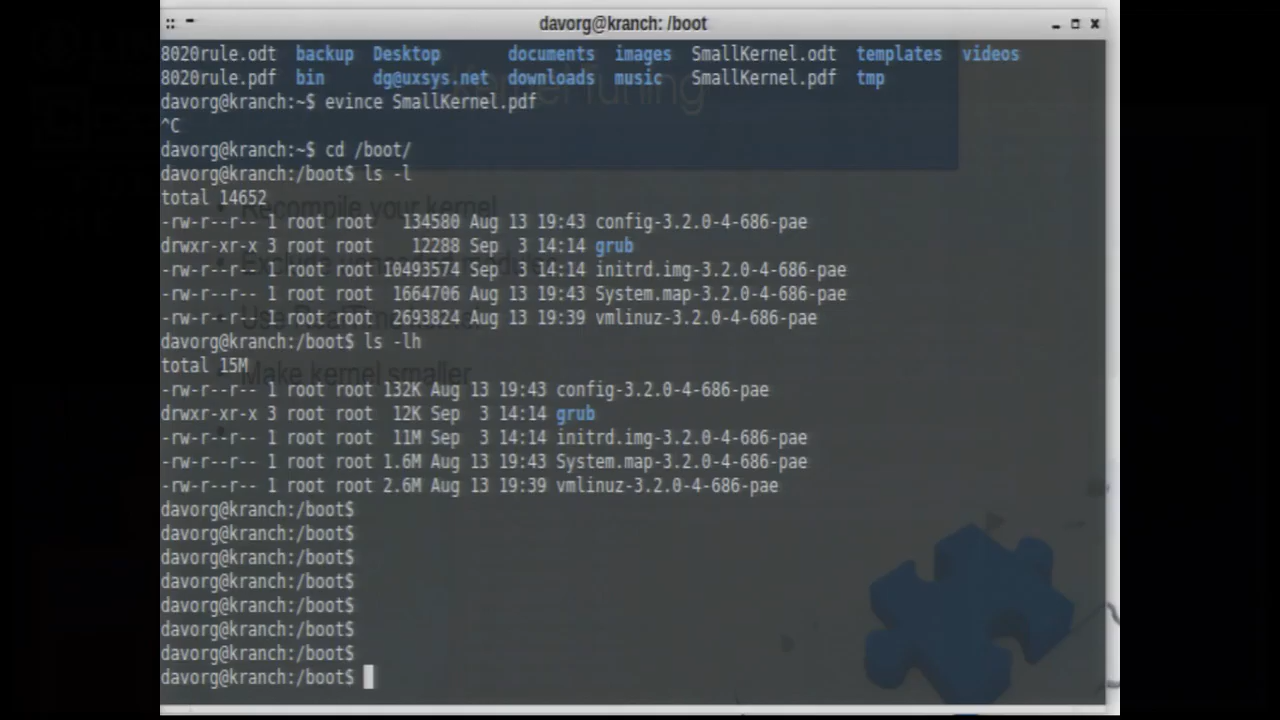 davorg@kranch: /boot
8020rule.odt backup Desktop documents images SmallKernel.odt templates videos
8020rule.pdf bin dg@uxsys.net downloads music SmallKernel.pdf tmp
davorg@kranch:~$ evince SmallKernel.pdf
^C
davorg@kranch:~$ cd /boot/
davorg@kranch:/boot$ ls -l
total 14652
-rw-r--r-- 1 root root 134580 Aug 13 19:43 config-3.2.0-4-686-pae
drwxr-xr-x 3 root root 12288 Sep 3 14:14 grub
-rw-r--r-- 1 root root 10493574 Sep 3 14:14 initrd.img-3.2.0-4-686-pae
-rw-r--r-- 1 root root 1664706 Aug 13 19:43 System.map-3.2.0-4-686-pae
-rw-r--r-- 1 root root 2693824 Aug 13 19:39 vmlinuz-3.2.0-4-686-pae
davorg@kranch:/boot$ ls -lh
total 15M
-rw-r--r-- 1 root root 132K Aug 13 19:43 config-3.2.0-4-686-pae
drwxr-xr-x 3 root root 12K Sep 3 14:14 grub
-rw-r--r-- 1 root root 11M Sep 3 14:14 initrd.img-3.2.0-4-686-pae
-rw-r--r-- 1 root root 1.6M Aug 13 19:43 System.map-3.2.0-4-686-pae
-rw-r--r-- 1 root root 2.6M Aug 13 19:39 vmlinuz-3.2.0-4-686-pae
davorg@kranch:/boot$
davorg@kranch:/boot$
davorg@kranch:/boot$
davorg@kranch:/boot$
davorg@kranch:/boot$
davorg@kranch:/boot$
davorg@kranch:/boot$
davorg@kranch:/boot$
Kernel Tuning
Recompile your kernel
Make kernel smaller